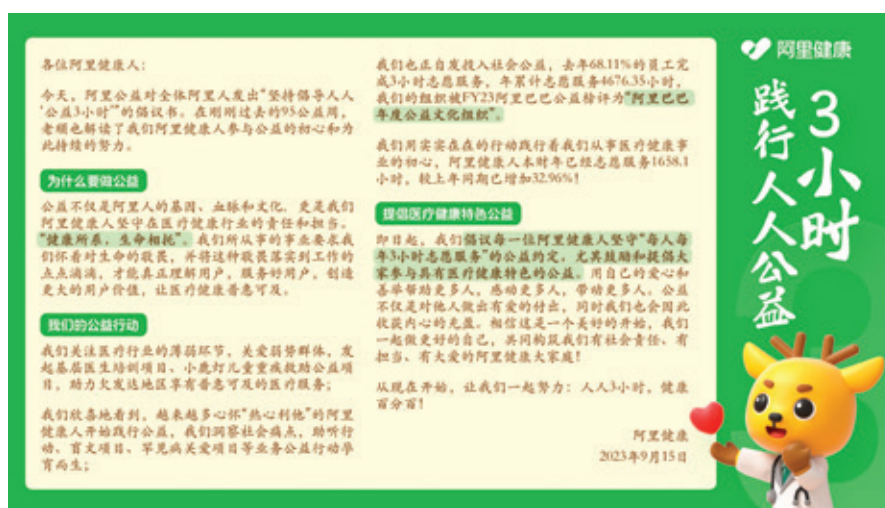 各位阿里健康人：
今天，阿里公益对全体阿里人发出“坚持倡导人人
‘公益3小时’”的倡议书。在刚刚过去的95公益周，
老顺也解读了我们阿里健康人参与公益的初心和为
此持续的努力。
为什么要做公益
公益不仅是阿里人的基因、血脉和文化，更是我们
阿里健康人坚守在医疗健康行业的责任和担当。
“健康所系，生命相托”。我们所从事的事业要求我
们怀着对生命的敬畏，并将这种敬畏落实到工作的
点点滴滴，才能真正理解用户，服务好用户，创造
更大的用户价值，让医疗健康普惠可及。
我们的公益行动
我们关注医疗行业的薄弱环节，关爱弱势群体，发
起基层医生培训项目、小鹿灯儿童重疾救助公益项
目，助力欠发达地区享有普惠可及的医疗服务；
我们欣喜地看到，越来越多心怀“热心利他”的阿里
健康人开始践行公益，我们洞察社会痛点，助听行
动、盲文项目、罕见病关爱项目等业务公益行动孕
育而生；
我们也正自发投入社会公益，去年68.11%的员工完
成3小时志愿服务，年累计志愿服务4676.35小时，
我们的组织被FY23阿里巴巴公益榜评为“阿里巴巴
年度公益文化组织”。
我们用实实在在的行动践行着我们从事医疗健康事
业的初心，阿里健康人本财年已经志愿服务1658.1
小时，较上年同期已增加32.96%！
提倡医疗健康特色公益
即日起，我们倡议每一位阿里健康人坚守“每人每
年3小时志愿服务”的公益约定，尤其鼓励和提倡大
家参与具有医疗健康特色的公益。用自己的爱心和
善举帮助更多人，感动更多人，带动更多人。公益
不仅是对他人做出有爱的付出，同时我们也会因此
收获内心的充盈。相信这是一个美好的开始，我们
一起做更好的自己，共同构筑我们有社会责任、有
担当、有大爱的阿里健康大家庭！
从现在开始，让我们一起努力：人人3小时，健康
百分百！
阿里健康
2023年9月15日
阿里健康
3小时
践行人人公益